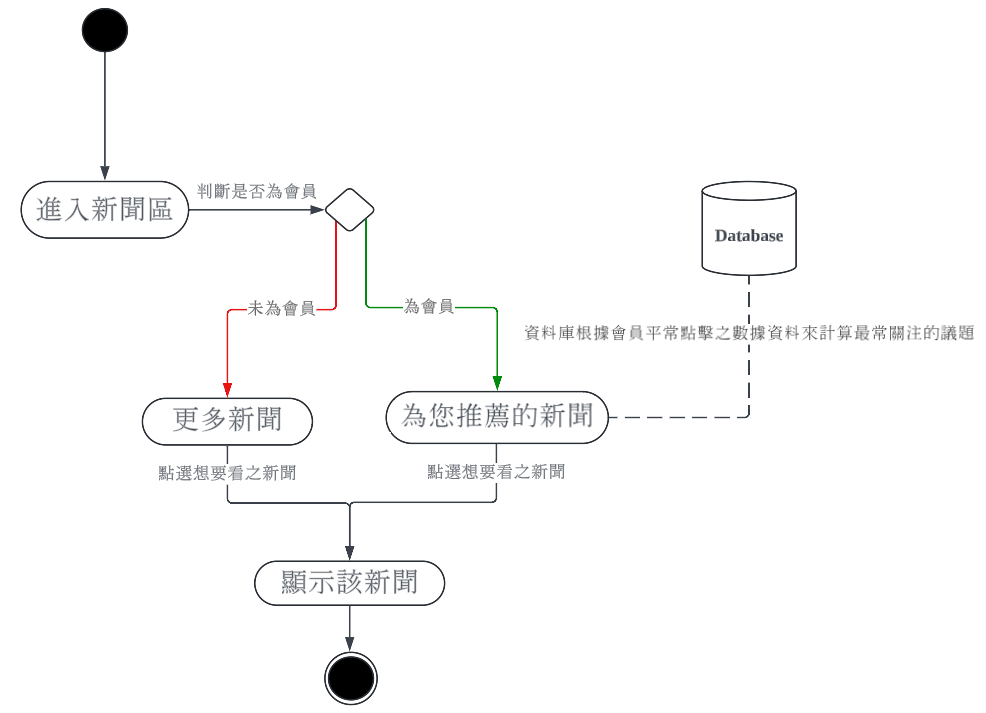 判斷是否為會員
進入新聞區
Database
未為會員
為會員
資料庫根據會員平常點擊之數據資料來計算最常關注的議題
更多新聞
為您推薦的新聞
點選想要看之新聞
點選想要看之新聞
顯示該新聞